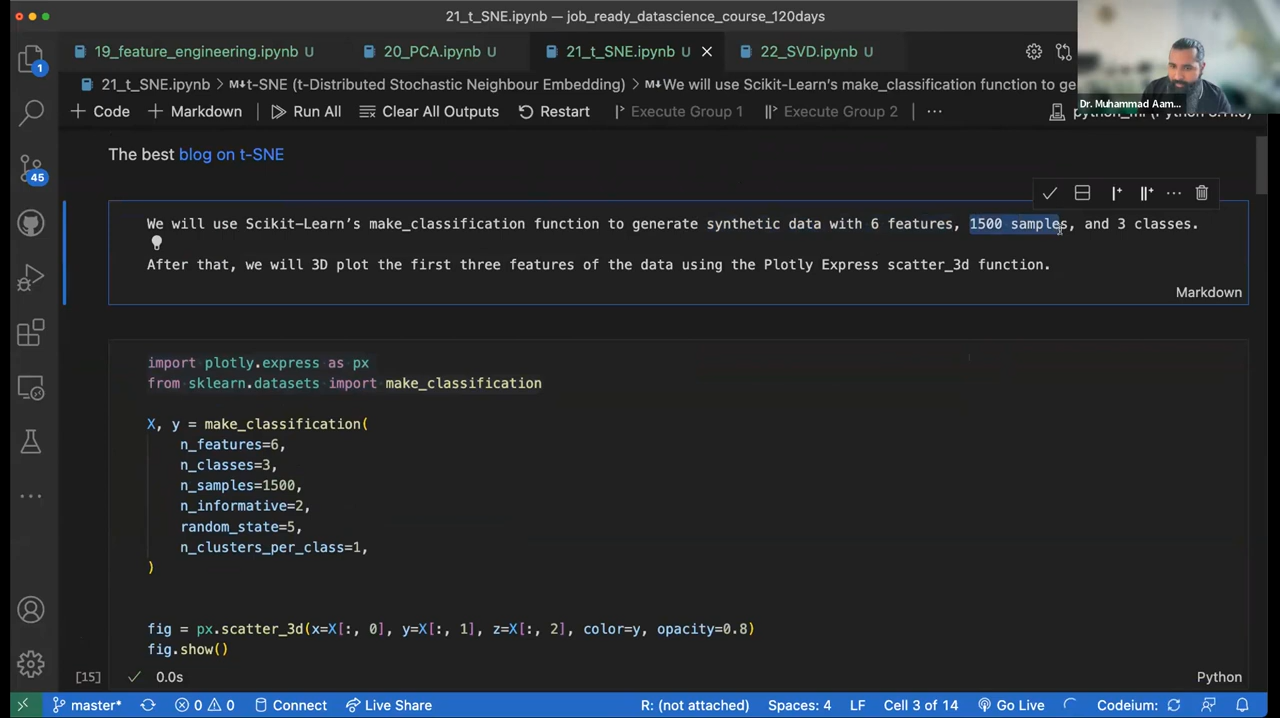 21_t_SNE.ipynb — job_ready_datascience_course_120days
19_feature_engineering.ipynb U
20_PCA.ipynb U
21_t_SNE.ipynb U
22_SVD.ipynb U
21_t_SNE.ipynb > M↓t-SNE (t-Distributed Stochastic Neighbour Embedding) > M↓We will use Scikit-Learn's make_classification function to ge
Dr. Muhammad Aam...
+ Code + Markdown Run All Clear All Outputs Restart Execute Group 1 Execute Group 2 ...
1
45
The best blog on t-SNE
We will use Scikit-Learn's make_classification function to generate synthetic data with 6 features, 1500 samples, and 3 classes.
After that, we will 3D plot the first three features of the data using the Plotly Express scatter_3d function.
Markdown
import plotly.express as px
from sklearn.datasets import make_classification
X, y = make_classification(
n_features=6,
n_classes=3,
n_samples=1500,
n_informative=2,
random_state=5,
n_clusters_per_class=1,
)
fig = px.scatter_3d(x=X[:, 0], y=X[:, 1], z=X[:, 2], color=y, opacity=0.8)
fig.show()
[15] 0.0s Python
master* 0 0 Connect Live Share R: (not attached) Spaces: 4 LF Cell 3 of 14 Go Live Codeium: